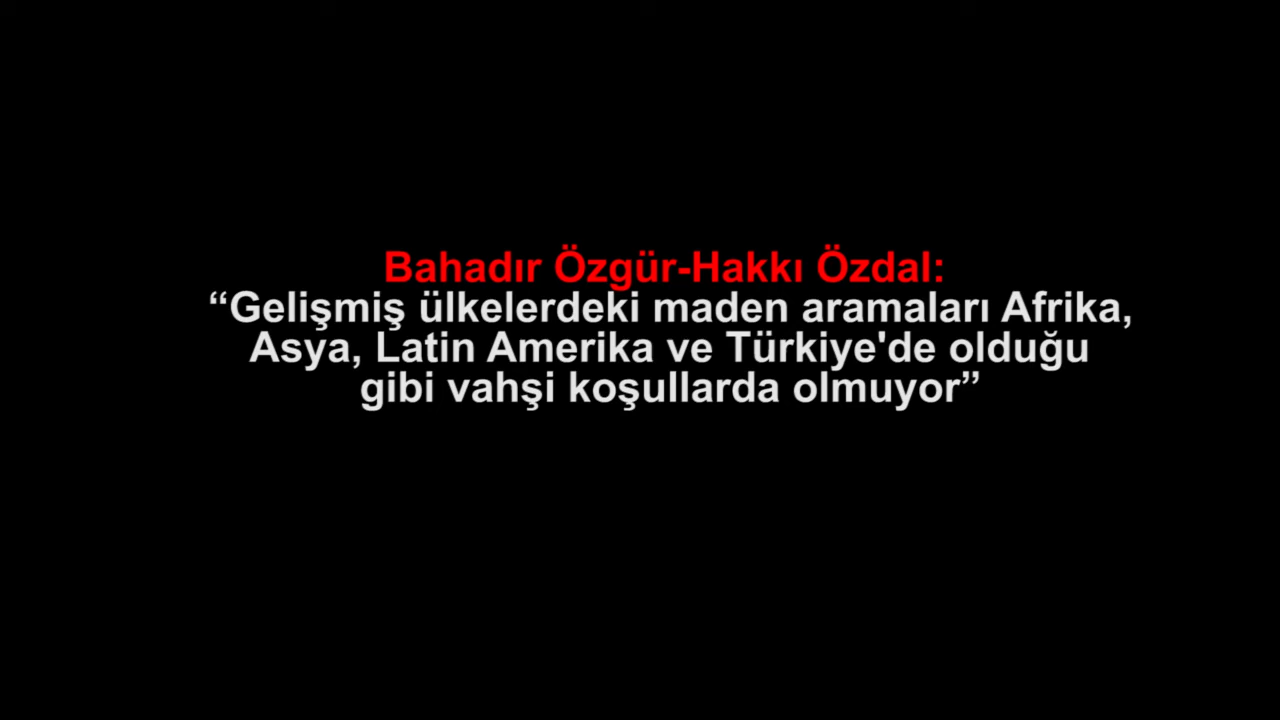 Bahadır Özgür-Hakkı Özdal:
“Gelişmiş ülkelerdeki maden aramaları Afrika,
Asya, Latin Amerika ve Türkiye'de olduğu
gibi vahşi koşullarda olmuyor”